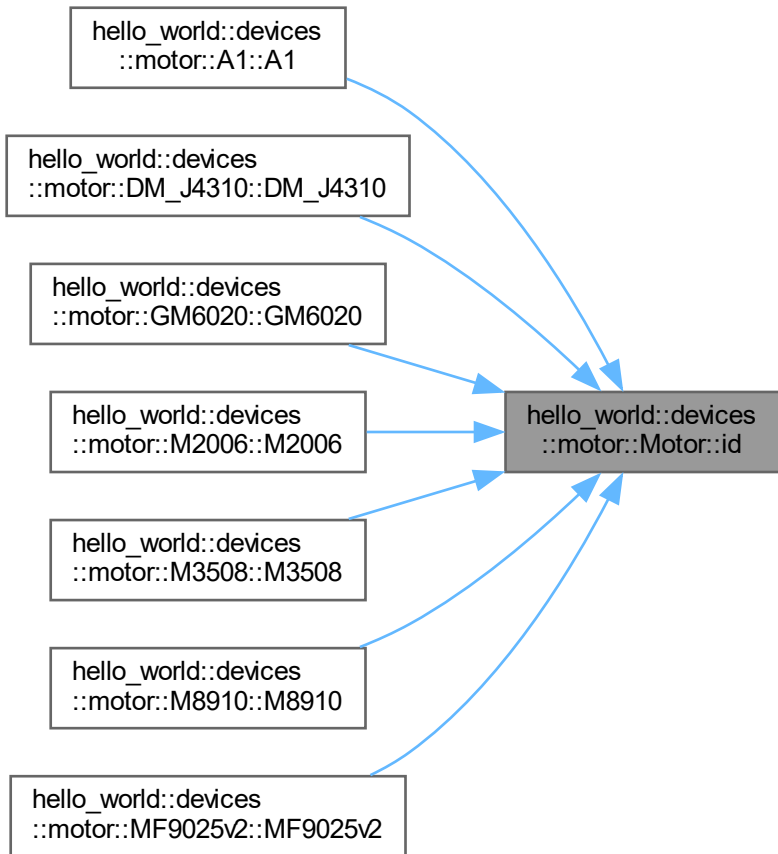 hello_world::devices
::motor::A1::A1
hello_world::devices
::motor::DM_J4310::DM_J4310
hello_world::devices
::motor::GM6020::GM6020
hello_world::devices
::motor::M2006::M2006
hello_world::devices
::motor::Motor::id
hello_world::devices
::motor::M3508::M3508
hello_world::devices
::motor::M8910::M8910
hello_world::devices
::motor::MF9025v2::MF9025v2